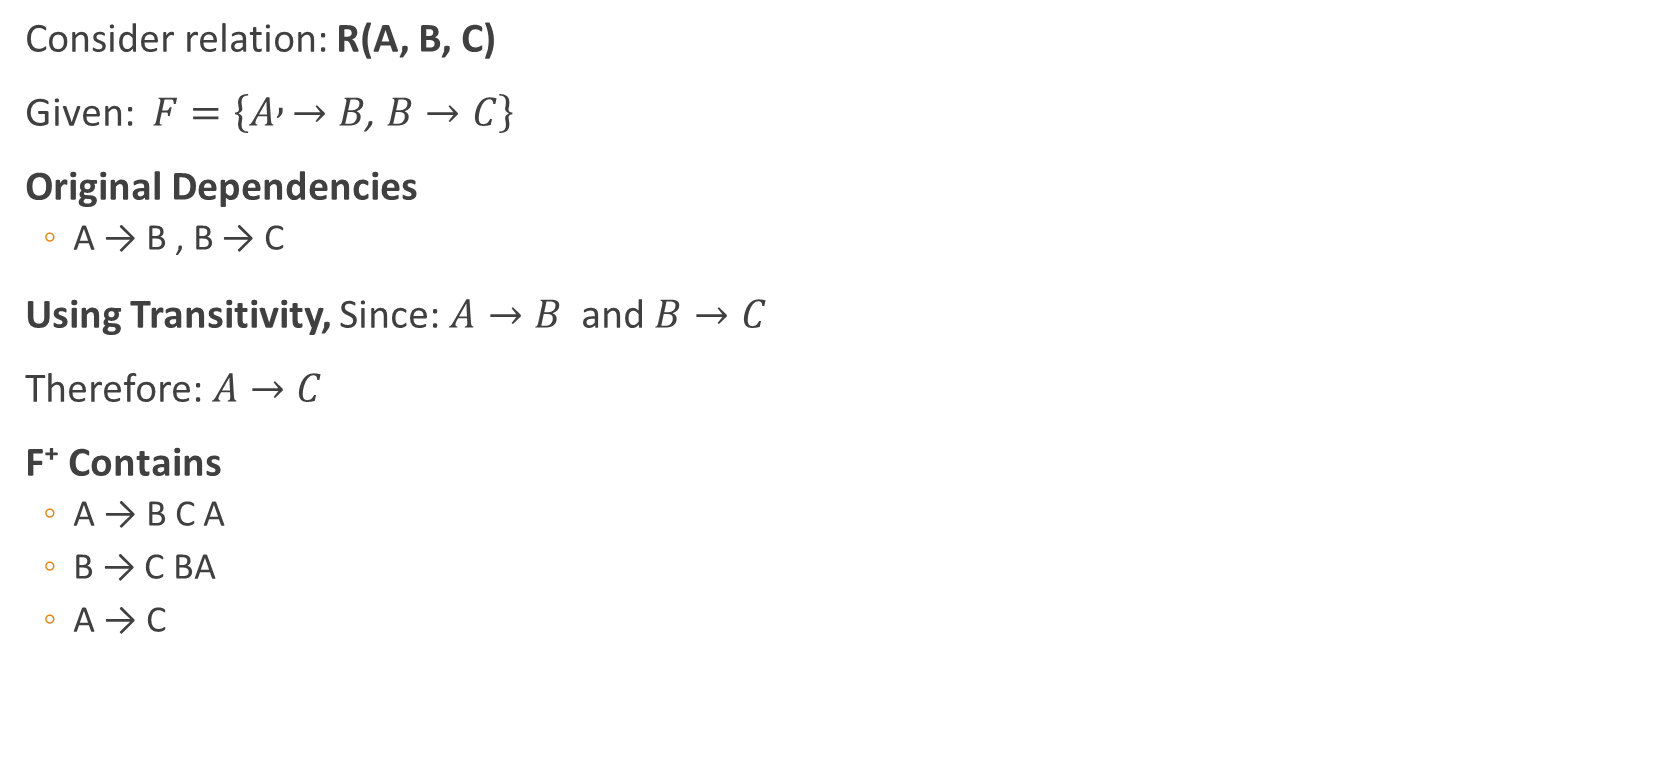 Consider relation: R(A, B, C)
Given: F = {A, → B, B → C}
Original Dependencies
◦ A → B , B → C
Using Transitivity, Since: A → B and B → C
Therefore: A → C
F⁺ Contains
◦ A → B C A
◦ B → C BA
◦ A → C